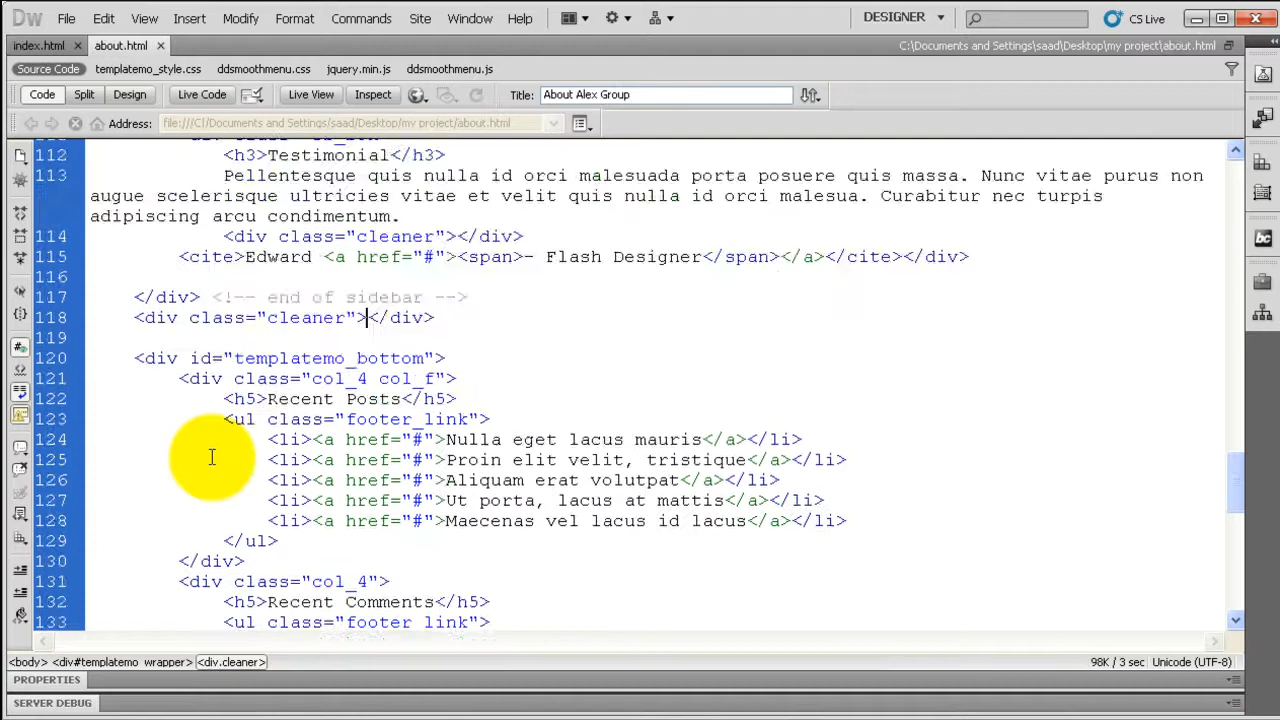 Dw File Edit View Insert Modify Format Commands Site Window Help DESIGNER CS Live
index.html about.html C:\Documents and Settings\saad\Desktop\my project\about.html
Source Code templatemo_style.css ddsmoothmenu.css jquery.min.js ddsmoothmenu.js
Code Split Design Live Code Live View Inspect Title: About Alex Group
Address: file:///C|/Documents and Settings/saad/Desktop/my project/about.html
112 <h3>Testimonial</h3>
113 Pellentesque quis nulla id orci malesuada porta posuere quis massa. Nunc vitae purus non
augue scelerisque ultricies vitae et velit quis nulla id orci malesua. Curabitur nec turpis
adipiscing arcu condimentum.
114 <div class="cleaner"></div>
115 <cite>Edward <a href="#"><span>- Flash Designer</span></a></cite></div>
116
117 </div> <!-- end of sidebar -->
118 <div class="cleaner"></div>
119
120 <div id="templatemo_bottom">
121 <div class="col_4 col_f">
122 <h5>Recent Posts</h5>
123 <ul class="footer_link">
124 <li><a href="#">Nulla eget lacus mauris</a></li>
125 <li><a href="#">Proin elit velit, tristique</a></li>
126 <li><a href="#">Aliquam erat volutpat</a></li>
127 <li><a href="#">Ut porta, lacus at mattis</a></li>
128 <li><a href="#">Maecenas vel lacus id lacus</a></li>
129 </ul>
130 </div>
131 <div class="col_4">
132 <h5>Recent Comments</h5>
133 <ul class="footer_link">
<body> <div#templatemo_wrapper> <div.cleaner> 98K / 3 sec Unicode (UTF-8)
PROPERTIES
SERVER DEBUG